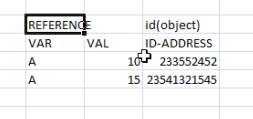 REFERENCE id(object)
VAR VAL ID-ADDRESS
A 10 233552452
A 15 23541321545